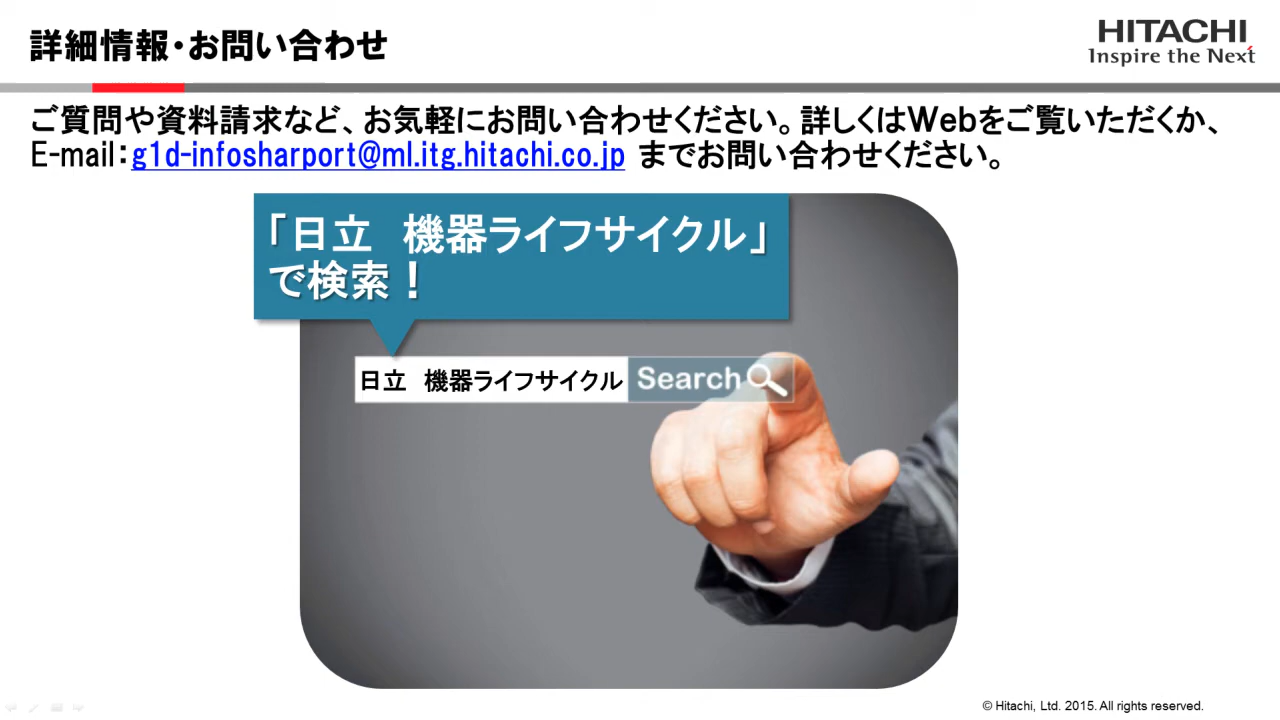 詳細情報・お問い合わせ
HITACHI
Inspire the Next
ご質問や資料請求など、お気軽にお問い合わせください。詳しくはWebをご覧いただくか、
E-mail：g1d-infosharport@ml.itg.hitachi.co.jp までお問い合わせください。
「日立　機器ライフサイクル」
で検索！
日立　機器ライフサイクル Search
© Hitachi, Ltd. 2015. All rights reserved.